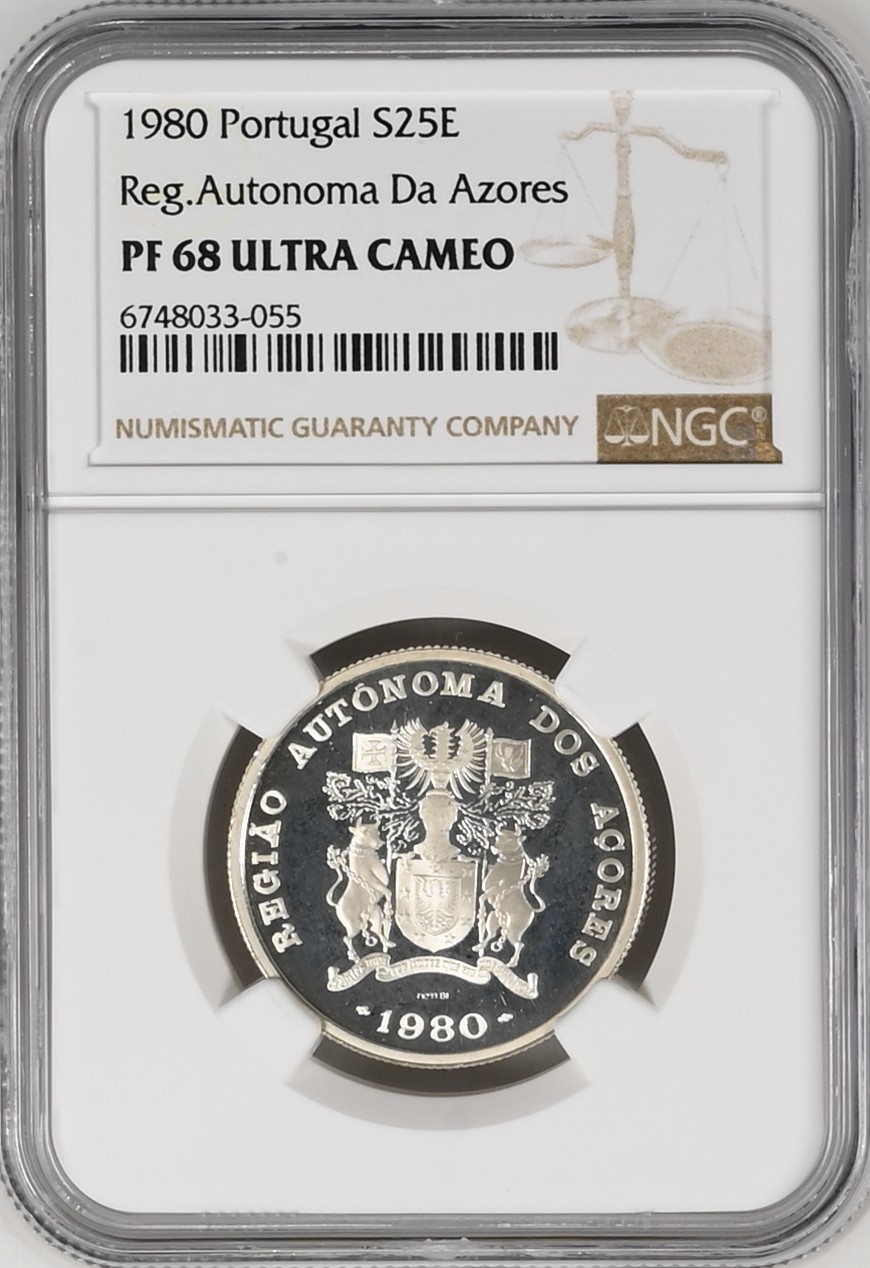 1980 Portugal S25E
Reg.Autonoma Da Azores
PF 68 ULTRA CAMEO
6748033-055
NUMISMATIC GUARANTY COMPANY
NGC®
REGIÃO AUTÓNOMA DOS AÇORES
1980